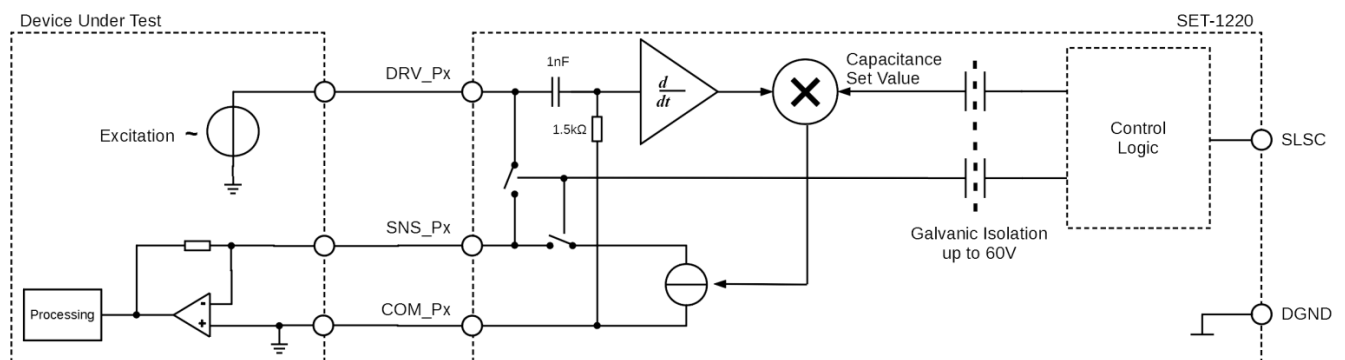 Device Under Test
SET-1220
DRV_Px
1nF
d
dt
Capacitance
Set Value
Excitation ~
1.5kΩ
Control
Logic
SLSC
SNS_Px
Galvanic Isolation
up to 60V
Processing
-
+
COM_Px
DGND